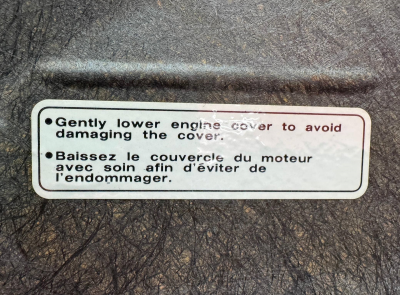 •Gently lower engine cover to avoid
damaging the cover.
•Baissez le couvercle du moteur
avec soin afin d'éviter de
l'endommager.